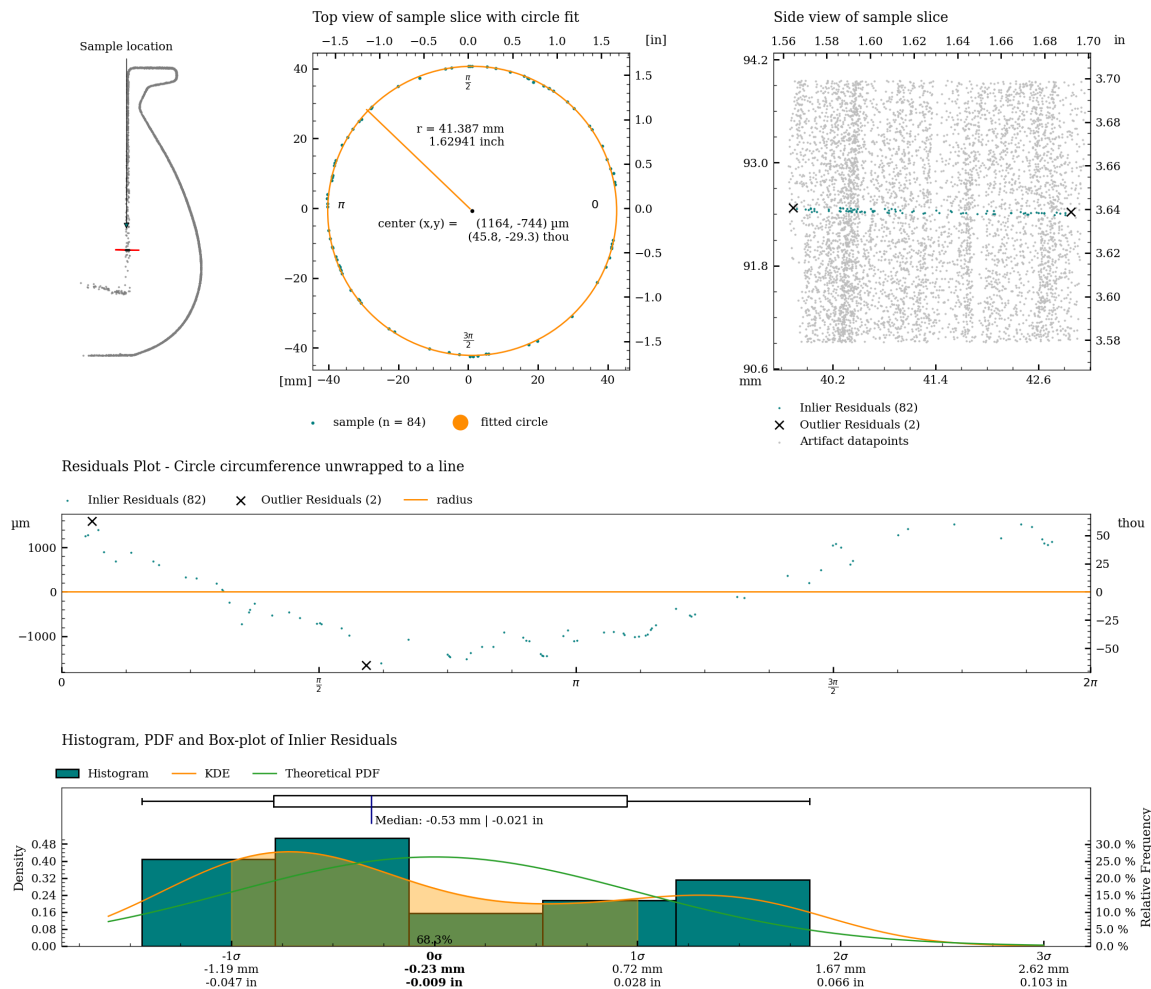 Sample location
Top view of sample slice with circle fit
−1.5 −1.0 −0.5 0.0 0.5 1.0 1.5 [in]
40
20
0
−20
−40
1.5
1.0
0.5
0.0
−0.5
−1.0
−1.5
π/2
r = 41.387 mm
1.62941 inch
π
0
center (x,y) = (1164, -744) µm
(45.8, -29.3) thou
3π/2
[mm] −40 −20 0 20 40
sample (n = 84) fitted circle
Side view of sample slice
1.56 1.58 1.60 1.62 1.64 1.66 1.68 1.70 in
94.2
93.0
91.8
90.6
3.70
3.68
3.66
3.64
3.62
3.60
3.58
mm 40.2 41.4 42.6
Inlier Residuals (82)
Outlier Residuals (2)
Artifact datapoints
Residuals Plot - Circle circumference unwrapped to a line
Inlier Residuals (82) Outlier Residuals (2) radius
µm
1000
0
−1000
thou
50
25
0
−25
−50
0 π/2 π 3π/2 2π
Histogram, PDF and Box-plot of Inlier Residuals
Histogram KDE Theoretical PDF
Median: -0.53 mm | -0.021 in
Density
0.48
0.40
0.32
0.24
0.16
0.08
0.00
Relative Frequency
30.0 %
25.0 %
20.0 %
15.0 %
10.0 %
5.0 %
0.0 %
68.3%
-1σ 0σ 1σ 2σ 3σ
-1.19 mm -0.23 mm 0.72 mm 1.67 mm 2.62 mm
-0.047 in -0.009 in 0.028 in 0.066 in 0.103 in